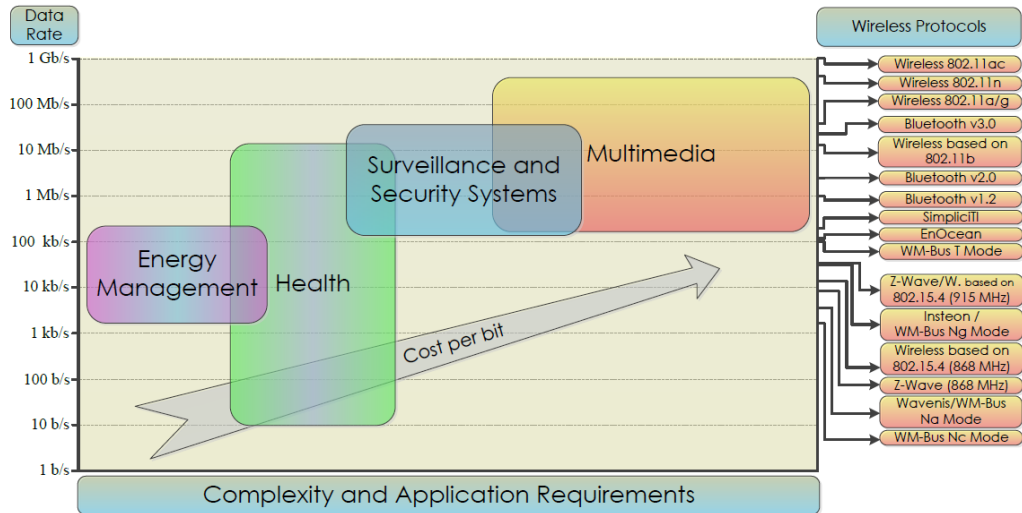 Data
Rate
1 Gb/s
100 Mb/s
10 Mb/s
1 Mb/s
100 kb/s
10 kb/s
1 kb/s
100 b/s
10 b/s
1 b/s
Energy
Management
Health
Surveillance and
Security Systems
Multimedia
Cost per bit
Complexity and Application Requirements
Wireless Protocols
Wireless 802.11ac
Wireless 802.11n
Wireless 802.11a/g
Bluetooth v3.0
Wireless based on
802.11b
Bluetooth v2.0
Bluetooth v1.2
SimpliciTI
EnOcean
WM-Bus T Mode
Z-Wave/W. based on
802.15.4 (915 MHz)
Insteon /
WM-Bus Ng Mode
Wireless based on
802.15.4 (868 MHz)
Z-Wave (868 MHz)
Wavenis/WM-Bus
Na Mode
WM-Bus Nc Mode